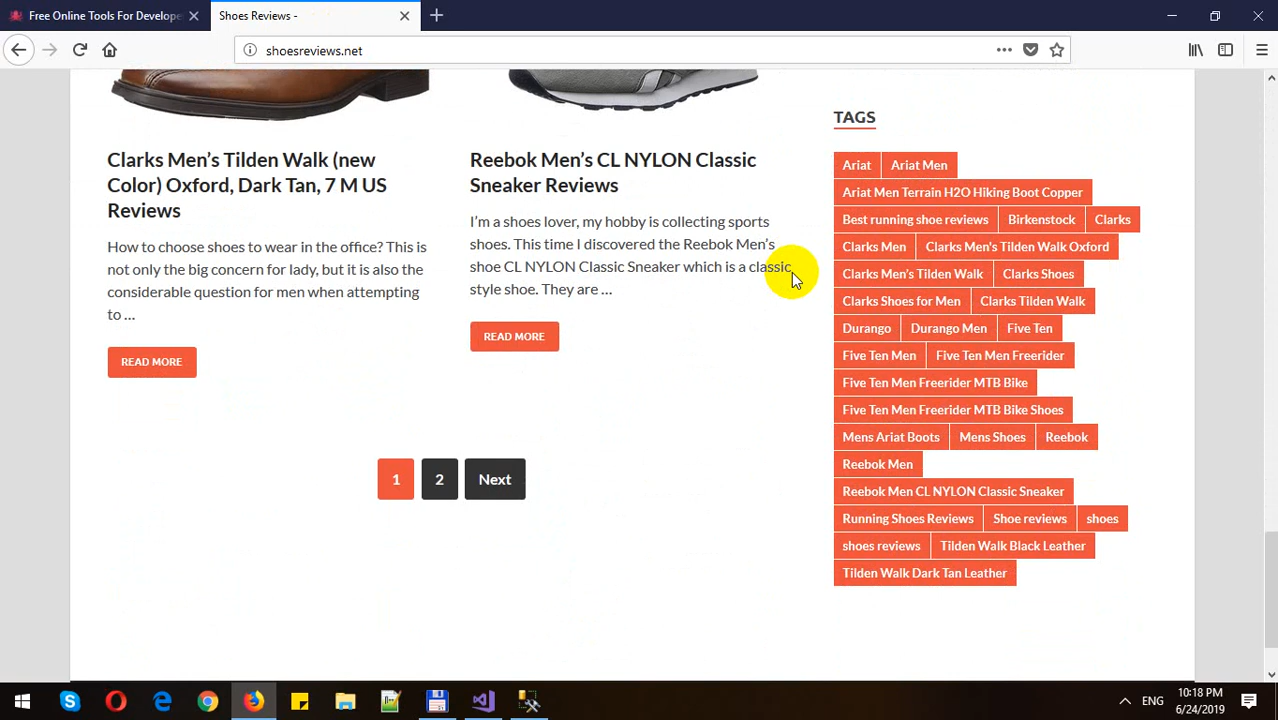 Free Online Tools For Develope
Shoes Reviews -
shoesreviews.net
Clarks Men’s Tilden Walk (new
Color) Oxford, Dark Tan, 7 M US
Reviews
How to choose shoes to wear in the office? This is
not only the big concern for lady, but it is also the
considerable question for men when attempting
to …
READ MORE
Reebok Men’s CL NYLON Classic
Sneaker Reviews
I’m a shoes lover, my hobby is collecting sports
shoes. This time I discovered the Reebok Men’s
shoe CL NYLON Classic Sneaker which is a classic
style shoe. They are …
READ MORE
1 2 Next
TAGS
Ariat Ariat Men
Ariat Men Terrain H2O Hiking Boot Copper
Best running shoe reviews Birkenstock Clarks
Clarks Men Clarks Men's Tilden Walk Oxford
Clarks Men’s Tilden Walk Clarks Shoes
Clarks Shoes for Men Clarks Tilden Walk
Durango Durango Men Five Ten
Five Ten Men Five Ten Men Freerider
Five Ten Men Freerider MTB Bike
Five Ten Men Freerider MTB Bike Shoes
Mens Ariat Boots Mens Shoes Reebok
Reebok Men
Reebok Men CL NYLON Classic Sneaker
Running Shoes Reviews Shoe reviews shoes
shoes reviews Tilden Walk Black Leather
Tilden Walk Dark Tan Leather
ENG
10:18 PM
6/24/2019